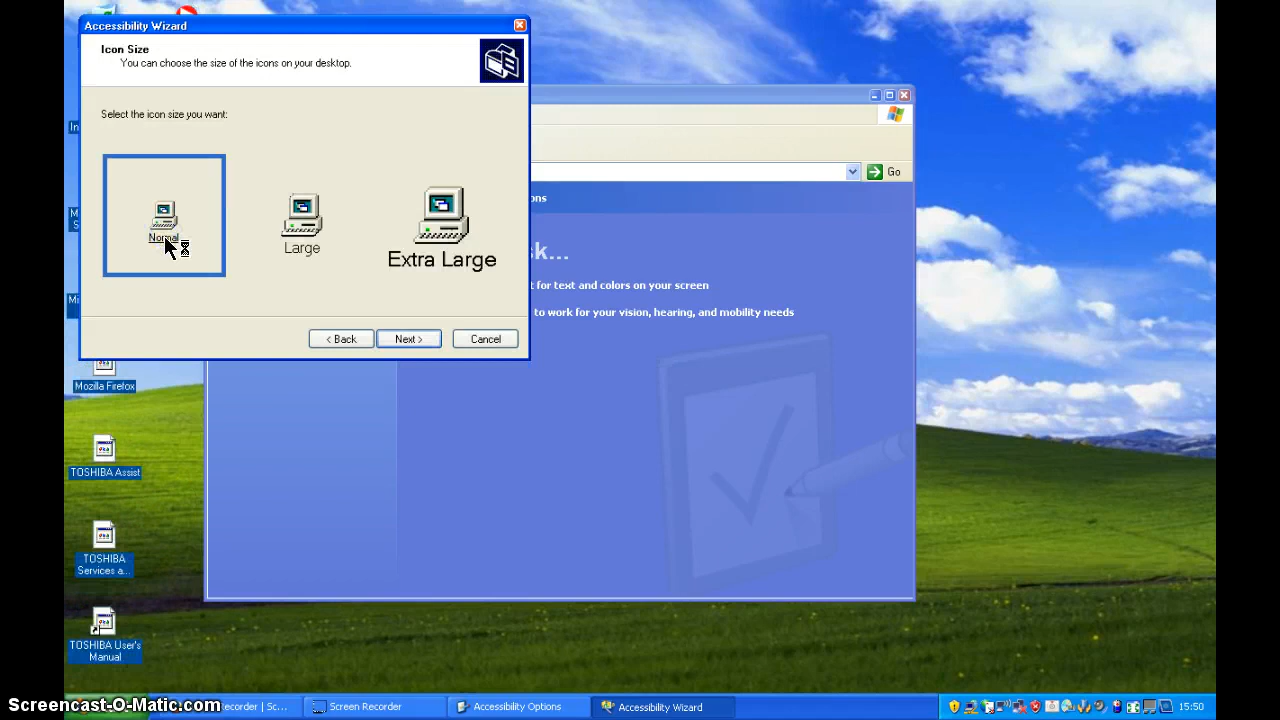 Accessibility Wizard
Icon Size
You can choose the size of the icons on your desktop.
Select the icon size you want:
Normal
Large
Extra Large
< Back
Next >
Cancel
Go
ons
k...
t for text and colors on your screen
to work for your vision, hearing, and mobility needs
In
M
S
Mi
Mozilla Firefox
TOSHIBA Assist
TOSHIBA
Services a...
TOSHIBA User's
Manual
Screencast-O-Matic.com
ecorder | Sc...
Screen Recorder
Accessibility Options
Accessibility Wizard
15:50